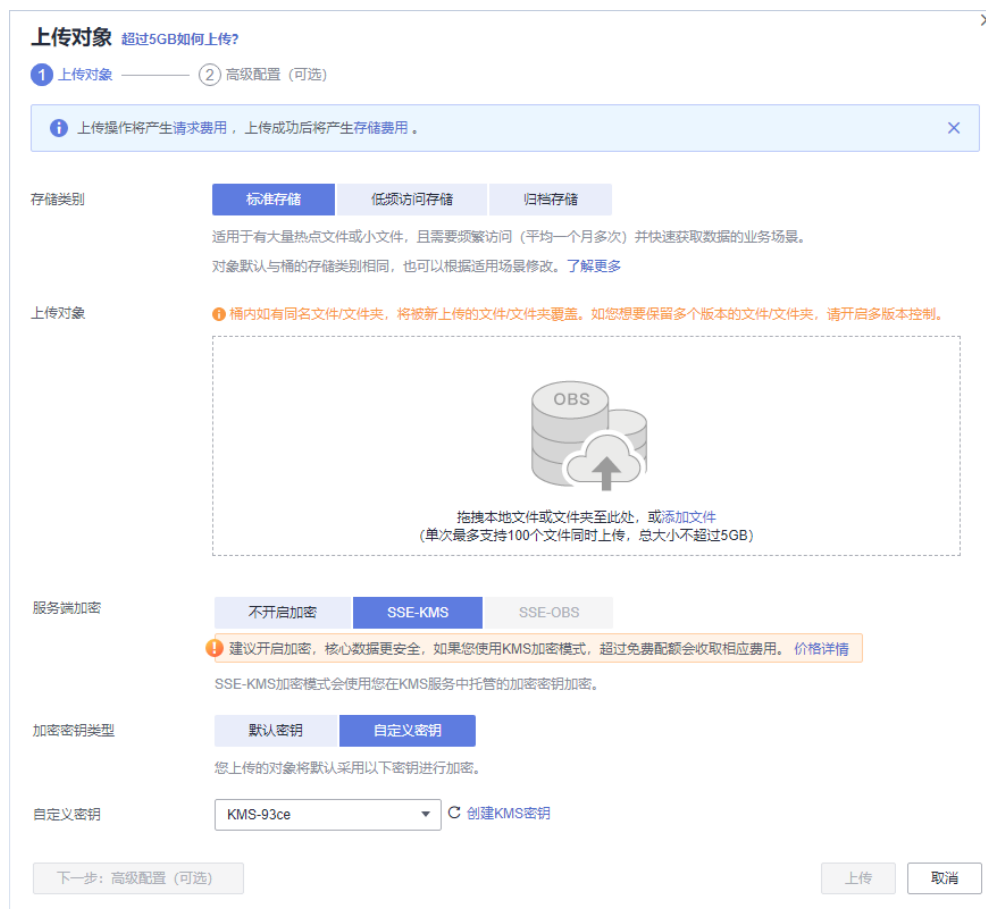 上传对象 超过5GB如何上传?
1 上传对象 2 高级配置（可选）
上传操作将产生请求费用，上传成功后将产生存储费用。
存储类别 标准存储 低频访问存储 归档存储
适用于有大量热点文件或小文件，且需要频繁访问（平均一个月多次）并快速获取数据的业务场景。
对象默认与桶的存储类别相同，也可以根据适用场景修改。了解更多
上传对象 桶内如有同名文件/文件夹，将被新上传的文件/文件夹覆盖。如您想要保留多个版本的文件/文件夹，请开启多版本控制。
OBS
拖拽本地文件或文件夹至此处，或添加文件
（单次最多支持100个文件同时上传，总大小不超过5GB）
服务端加密 不开启加密 SSE-KMS SSE-OBS
建议开启加密，核心数据更安全，如果您使用KMS加密模式，超过免费配额会收取相应费用。 价格详情
SSE-KMS加密模式会使用您在KMS服务中托管的加密密钥加密。
加密密钥类型 默认密钥 自定义密钥
您上传的对象将默认采用以下密钥进行加密。
自定义密钥 KMS-93ce 创建KMS密钥
下一步：高级配置（可选） 上传 取消